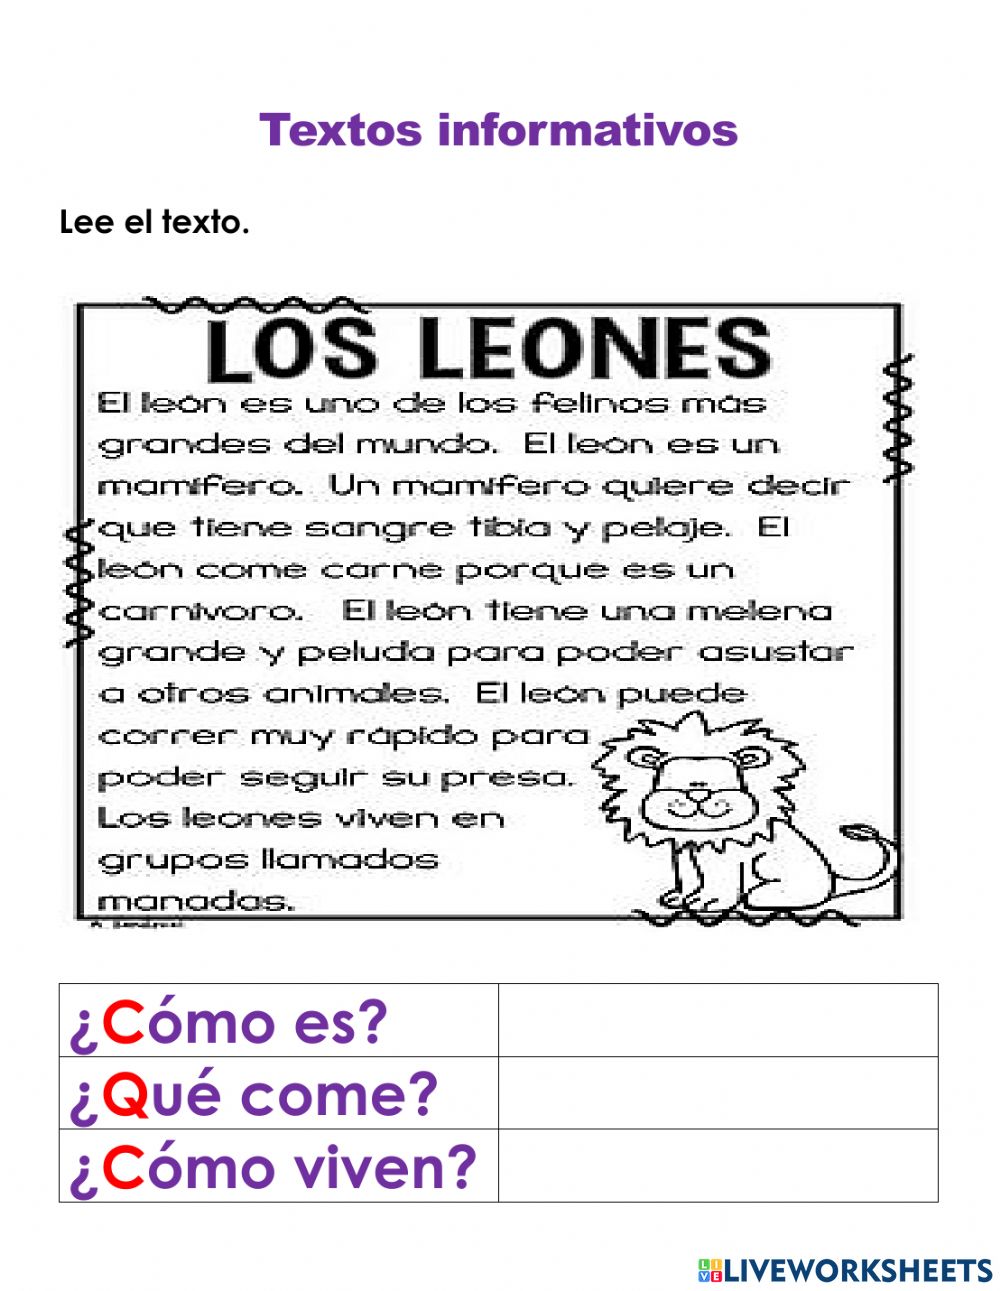 Textos informativos
Lee el texto.
LOS LEONES
El león es uno de los felinos más
grandes del mundo. El león es un
mamífero. Un mamífero quiere decir
que tiene sangre tibia y pelaje. El
león come carne porque es un
carnívoro. El león tiene una melena
grande y peluda para poder asustar
a otros animales. El león puede
correr muy rápido para
poder seguir su presa.
Los leones viven en
grupos llamados
manadas.
¿Cómo es?
¿Qué come?
¿Cómo viven?
LIVEWORKSHEETS